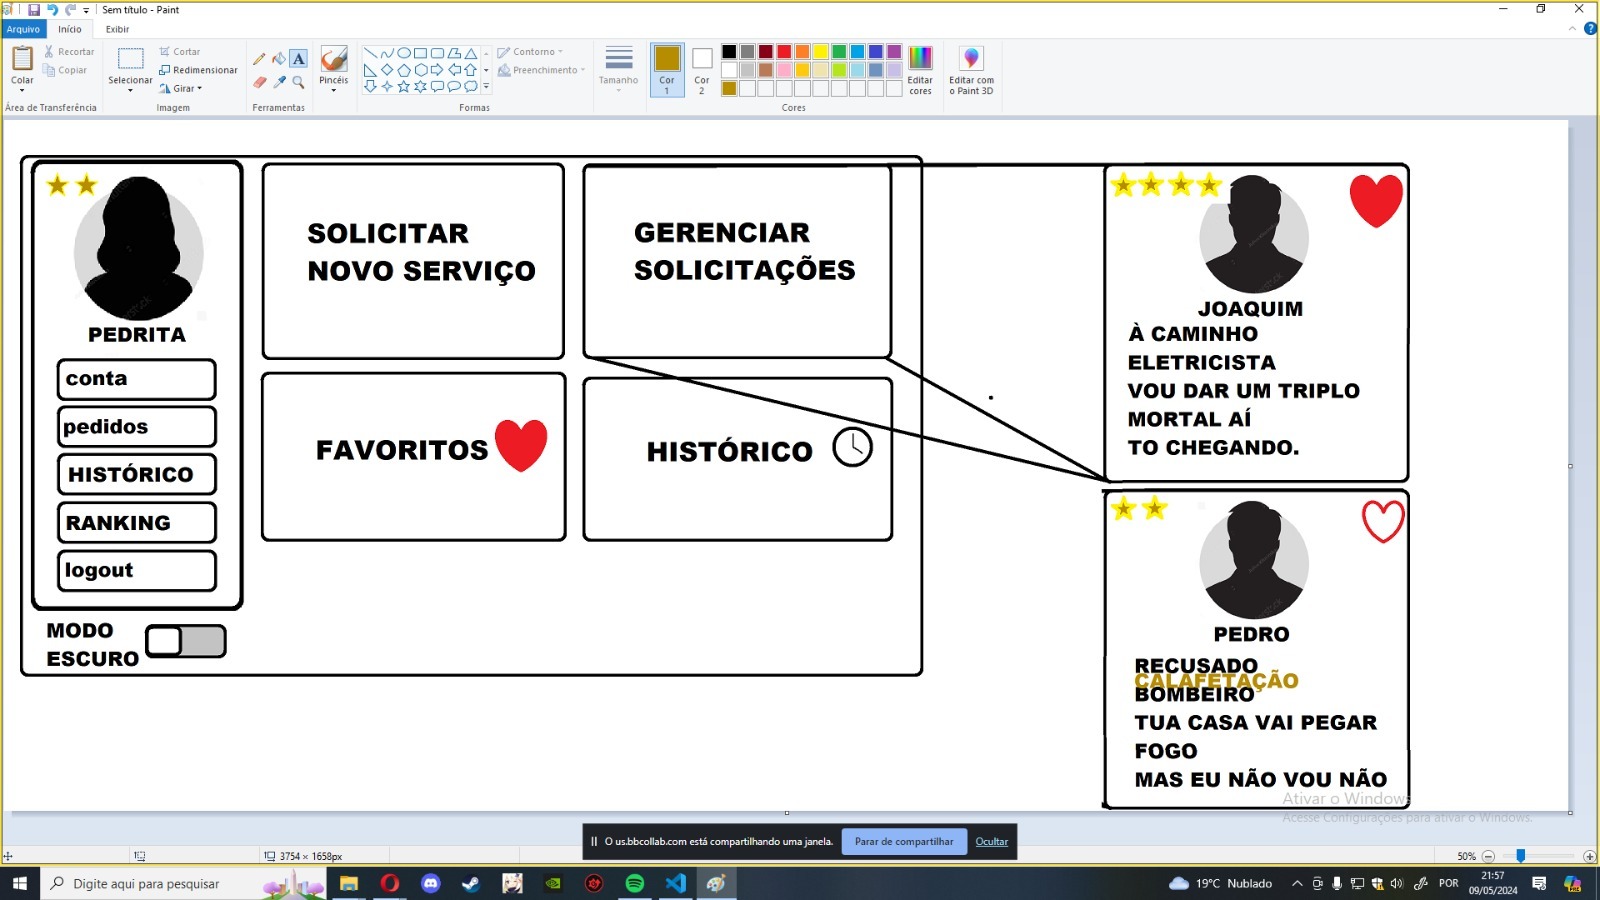 Sem título - Paint
Arquivo
Início
Exibir
Colar
Recortar
Copiar
Área de Transferência
Selecionar
Cortar
Redimensionar
Girar
Imagem
Ferramentas
Pincéis
Contorno
Preenchimento
Formas
Tamanho
Cor
1
Cor
2
Cores
Editar
cores
Editar com
o Paint 3D
PEDRITA
conta
pedidos
HISTÓRICO
RANKING
logout
MODO
ESCURO
SOLICITAR
NOVO SERVIÇO
GERENCIAR
SOLICITAÇÕES
FAVORITOS
HISTÓRICO
JOAQUIM
À CAMINHO
ELETRICISTA
VOU DAR UM TRIPLO
MORTAL AÍ
TO CHEGANDO.
PEDRO
RECUSADO
CALAFETAÇÃO
BOMBEIRO
TUA CASA VAI PEGAR
FOGO
MAS EU NÃO VOU NÃO
Ativar o Windows
Acesse Configurações para ativar o Windows.
O us.bbcollab.com está compartilhando uma janela.
Parar de compartilhar
Ocultar
3754 × 1658px
50%
Digite aqui para pesquisar
19°C Nublado
POR
21:57
09/05/2024